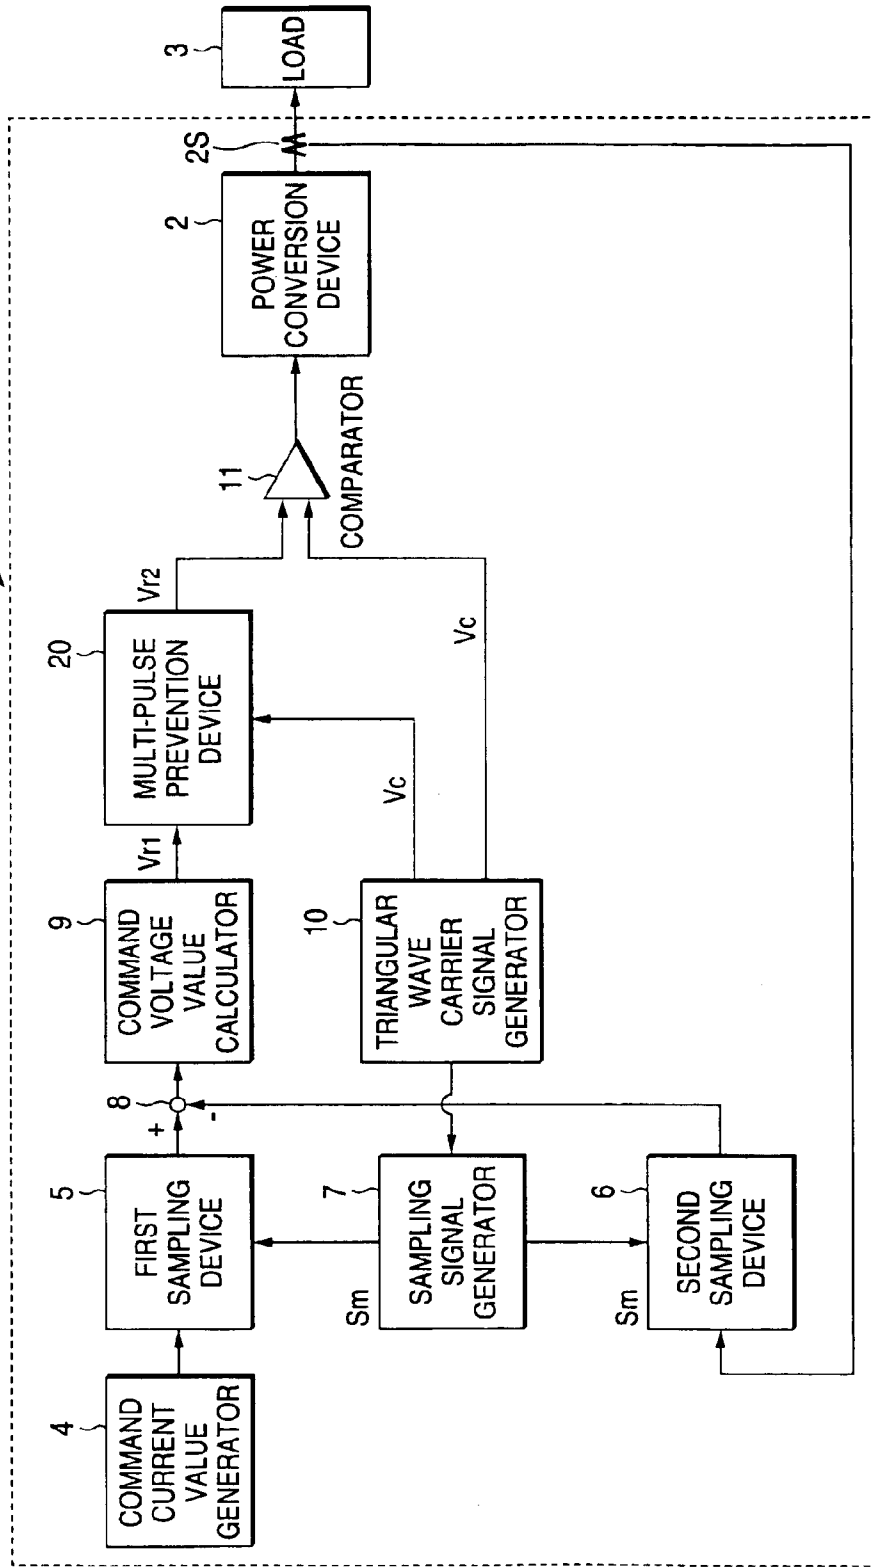 4
COMMAND
CURRENT
VALUE
GENERATOR
5
FIRST
SAMPLING
DEVICE
+
-
8
9
COMMAND
VOLTAGE
VALUE
CALCULATOR
Vr1
20
MULTI-PULSE
PREVENTION
DEVICE
Vr2
11
COMPARATOR
2
POWER
CONVERSION
DEVICE
2S
3
LOAD
7
Sm
SAMPLING
SIGNAL
GENERATOR
10
TRIANGULAR
WAVE
CARRIER
SIGNAL
GENERATOR
Vc
Vc
6
Sm
SECOND
SAMPLING
DEVICE